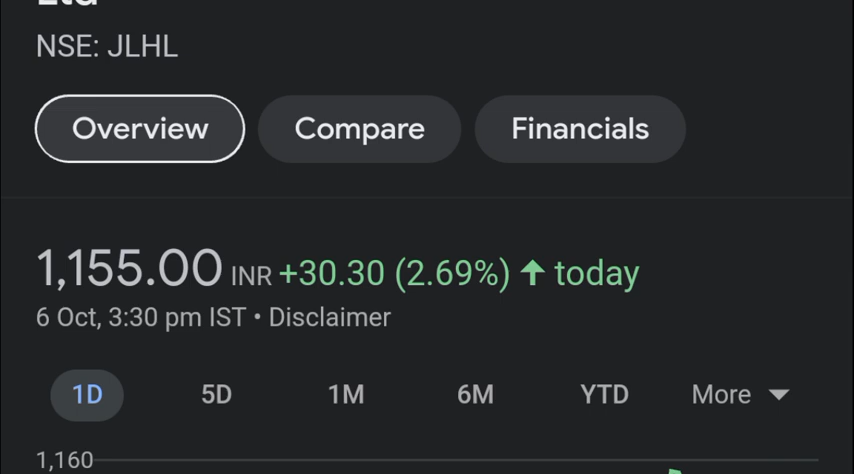 Ltd
NSE: JLHL
Overview Compare Financials
1,155.00 INR +30.30 (2.69%) ↑ today
6 Oct, 3:30 pm IST • Disclaimer
1D 5D 1M 6M YTD More
1,160